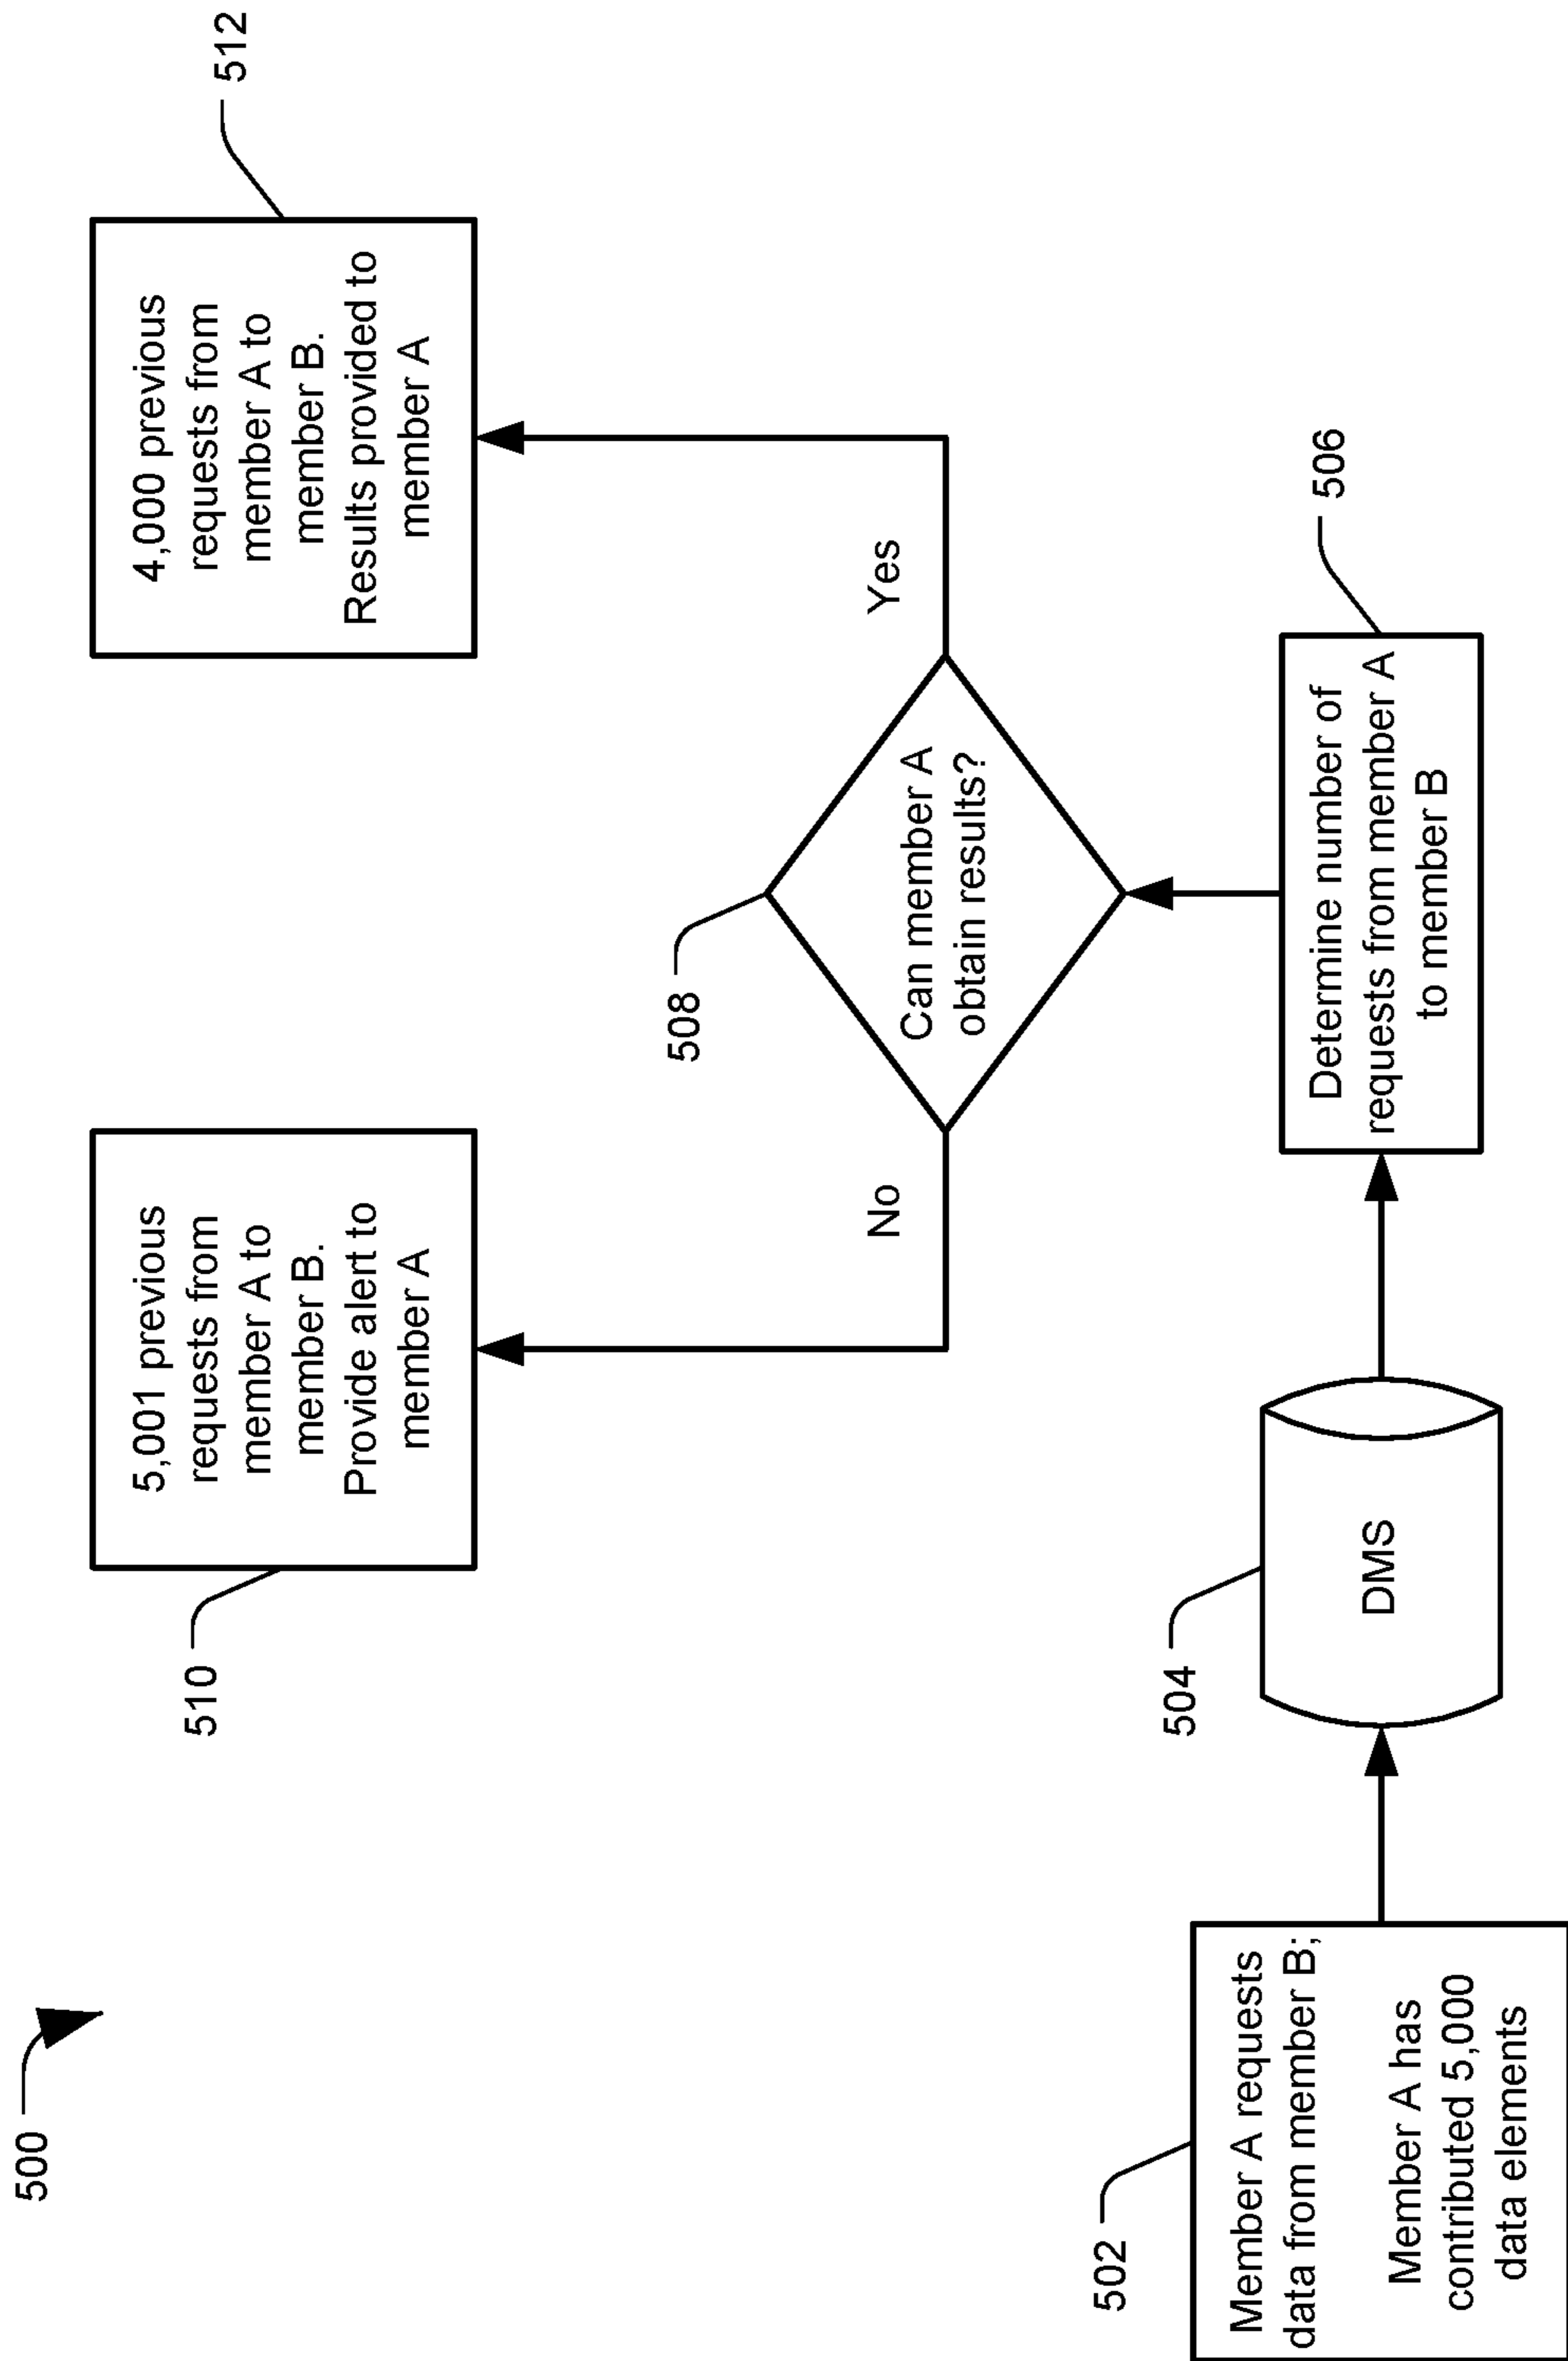 500
510
5,001 previous
requests from
member A to
member B.
Provide alert to
member A
512
4,000 previous
requests from
member A to
member B.
Results provided to
member A
No
Yes
508
Can member A
obtain results?
502
Member A requests
data from member B;
Member A has
contributed 5,000
data elements
504
DMS
506
Determine number of
requests from member A
to member B